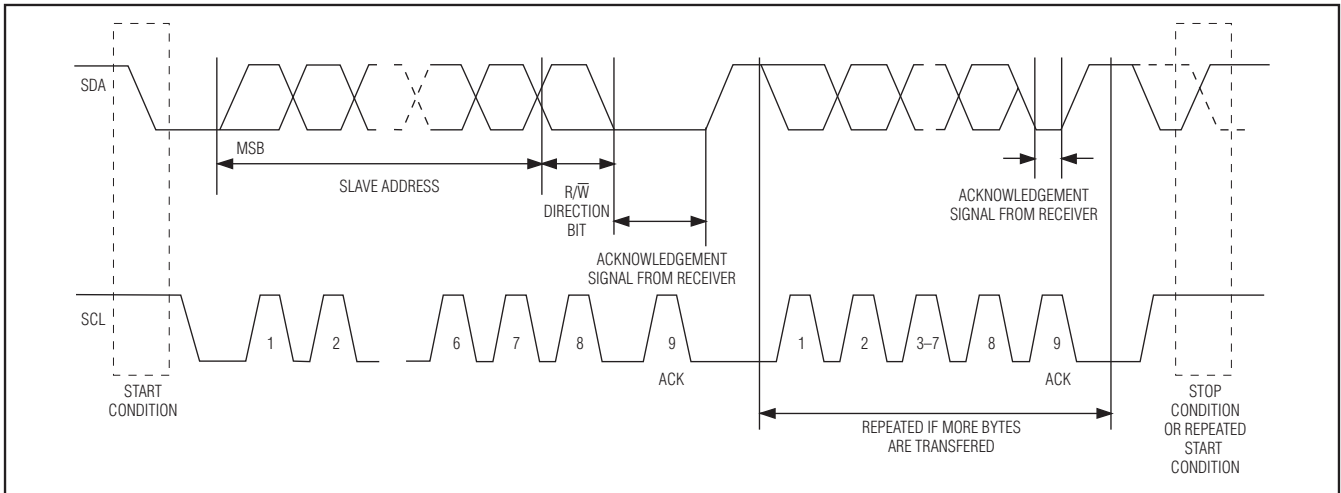 SDA
MSB
SLAVE ADDRESS
R/W̅
DIRECTION
BIT
ACKNOWLEDGEMENT
SIGNAL FROM RECEIVER
ACKNOWLEDGEMENT
SIGNAL FROM RECEIVER
SCL
1
2
6
7
8
9
ACK
1
2
3–7
8
9
ACK
START
CONDITION
REPEATED IF MORE BYTES
ARE TRANSFERED
STOP
CONDITION
OR REPEATED
START
CONDITION